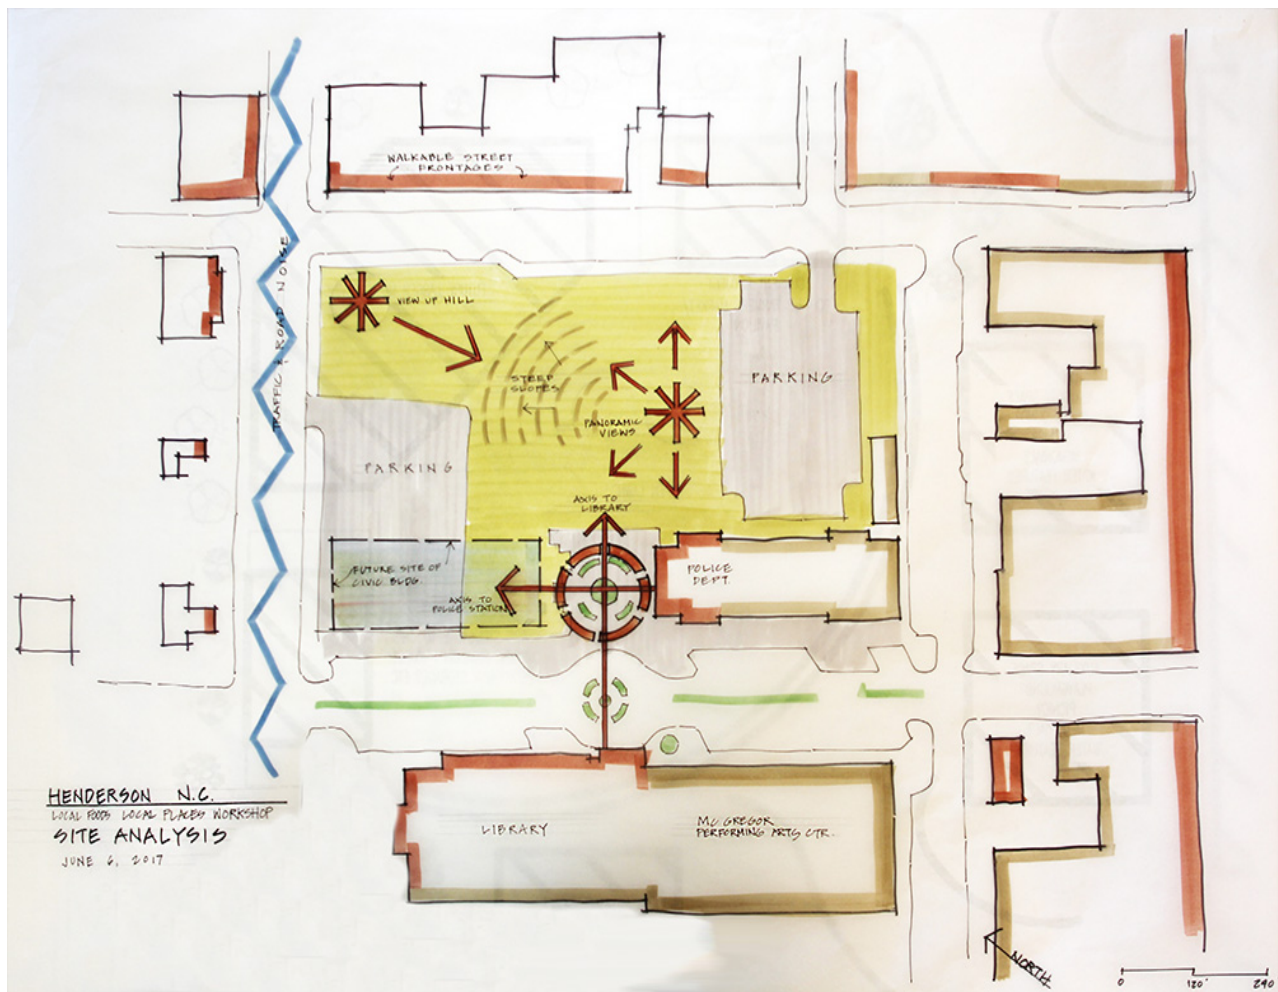 WALKABLE STREET
FRONTAGES
TRAFFIC & ROAD NOISE
VIEW UP HILL
STEEP
SLOPES
PANORAMIC
VIEWS
PARKING
PARKING
AXIS TO
LIBRARY
FUTURE SITE OF
CIVIC BLDG.
AXIS TO
POLICE STATION
POLICE
DEPT.
LIBRARY
MCGREGOR
PERFORMING ARTS CTR.
HENDERSON N.C.
LOCAL FOODS LOCAL PLACES WORKSHOP
SITE ANALYSIS
JUNE 6, 2017
NORTH
0 120' 240